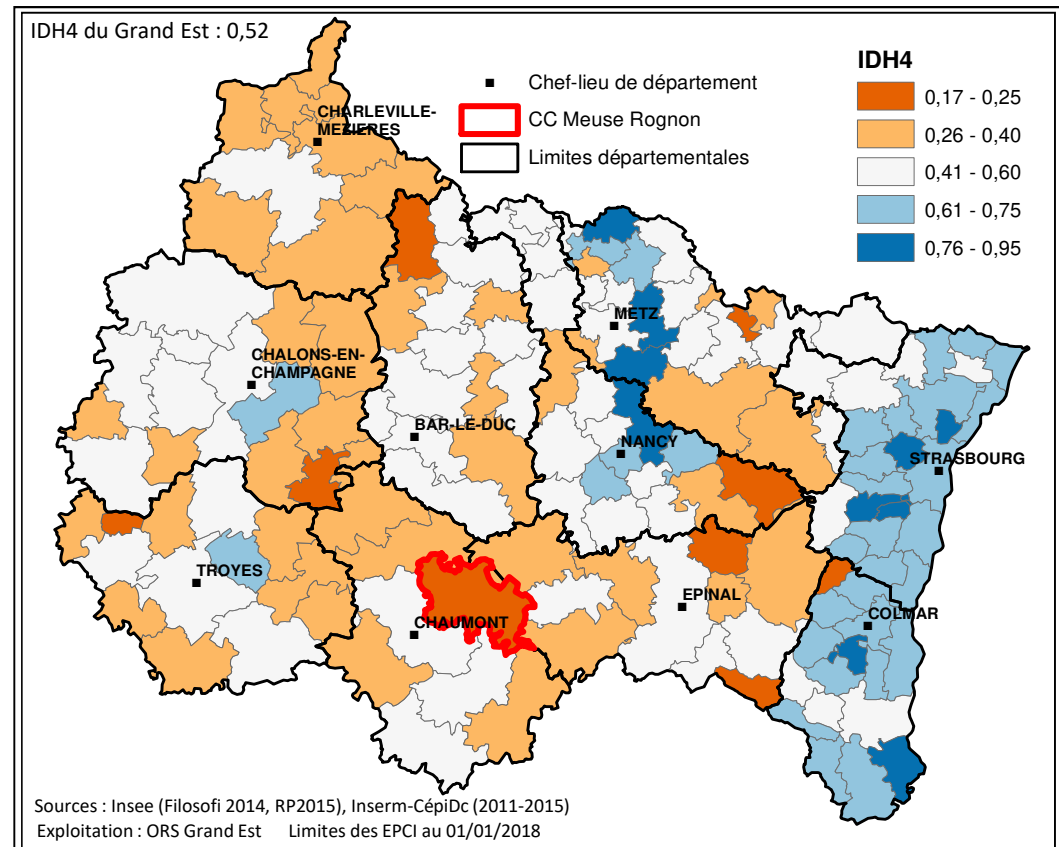 IDH4 du Grand Est : 0,52
IDH4
Chef-lieu de département
CC Meuse Rognon
Limites départementales
0,17 - 0,25
0,26 - 0,40
0,41 - 0,60
0,61 - 0,75
0,76 - 0,95
CHARLEVILLE-
MEZIERES
METZ
CHALONS-EN-
CHAMPAGNE
BAR-LE-DUC
NANCY
STRASBOURG
TROYES
EPINAL
COLMAR
CHAUMONT
Sources : Insee (Filosofi 2014, RP2015), Inserm-CépiDc (2011-2015)
Exploitation : ORS Grand Est Limites des EPCI au 01/01/2018